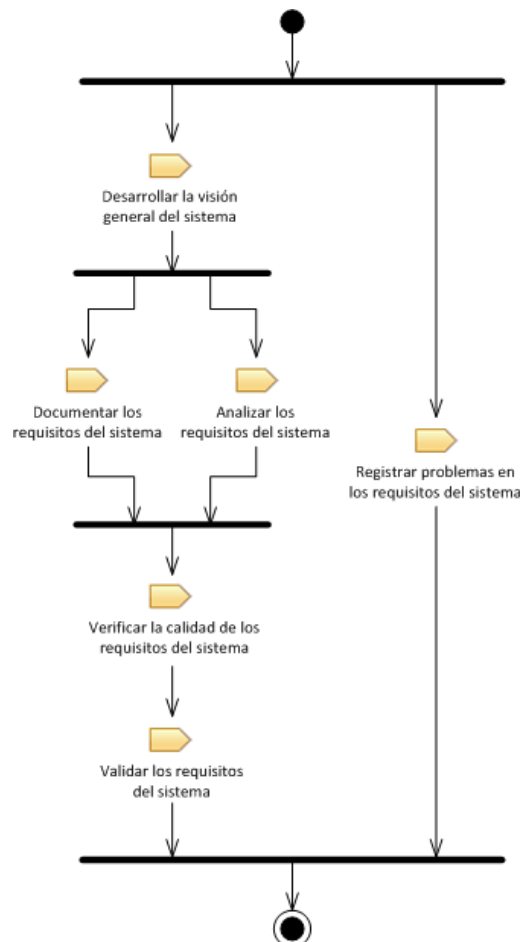 Desarrollar la visión
general del sistema
Documentar los
requisitos del sistema
Analizar los
requisitos del sistema
Registrar problemas en
los requisitos del sistema
Verificar la calidad de los
requisitos del sistema
Validar los requisitos
del sistema